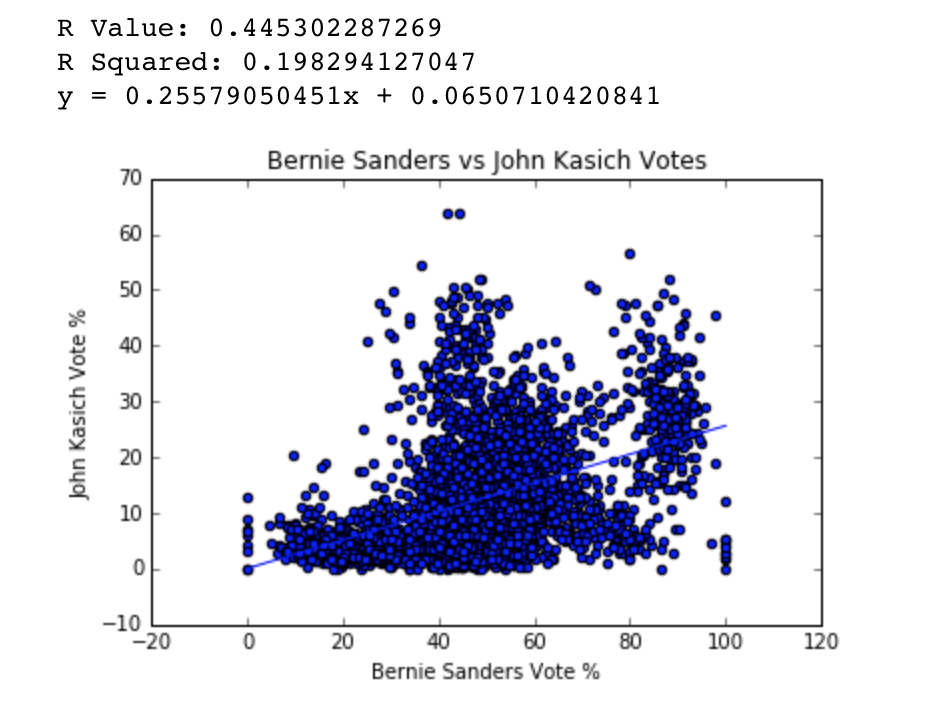 R Value: 0.445302287269
R Squared: 0.198294127047
y = 0.25579050451x + 0.0650710420841
Bernie Sanders vs John Kasich Votes
70
60
50
40
30
20
10
0
−10
John Kasich Vote %
−20 0 20 40 60 80 100 120
Bernie Sanders Vote %